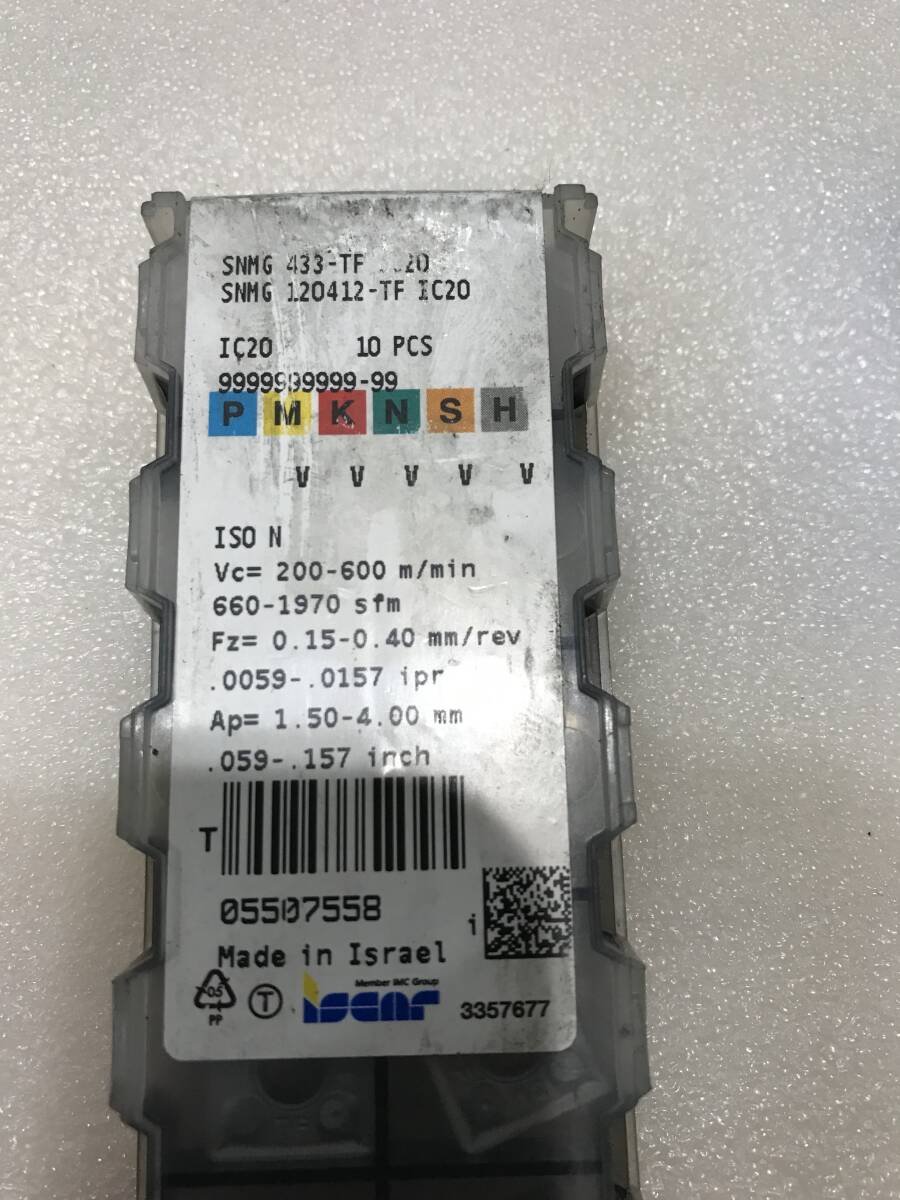 SNMG 433-TF
SNMG 120412-TF IC20
IC20 10 PCS
9999999999-99
P M K N S H
V V V V V
ISO N
Vc= 200-600 m/min
660-1970 sfm
Fz= 0.15-0.40 mm/rev
.0059-.0157 ipr
Ap= 1.50-4.00 mm
.059-.157 inch
T
05507558
i
Made in Israel
05
PP
T
Member IMC Group
iscar
3357677